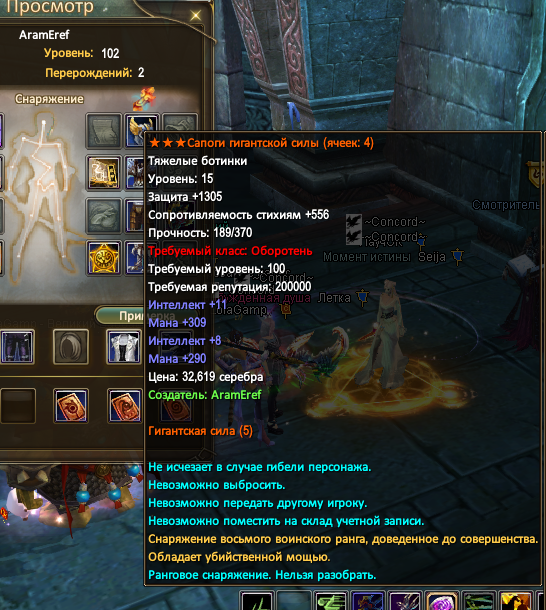 Просмотр
AramEref
Уровень: 102
Перерождений: 2
Снаряжение
★★★Сапоги гигантской силы (ячеек: 4)
Тяжелые ботинки
Уровень: 15
Защита +1305
Сопротивляемость стихиям +556
Прочность: 189/370
Требуемый класс: Оборотень
Требуемый уровень: 100
Требуемая репутация: 200000
Интеллект +11
Мана +309
Интеллект +8
Мана +290
Цена: 32,619 серебра
Создатель: AramEref
Гигантская сила (5)
Не исчезает в случае гибели персонажа.
Невозможно выбросить.
Невозможно передать другому игроку.
Невозможно поместить на склад учетной записи.
Снаряжение восьмого воинского ранга, доведенное до совершенства.
Обладает убийственной мощью.
Ранговое снаряжение. Нельзя разобрать.
Смотритель
~Concord~
~Concord~
Момент истины Seija
~Concord~
душа Летка